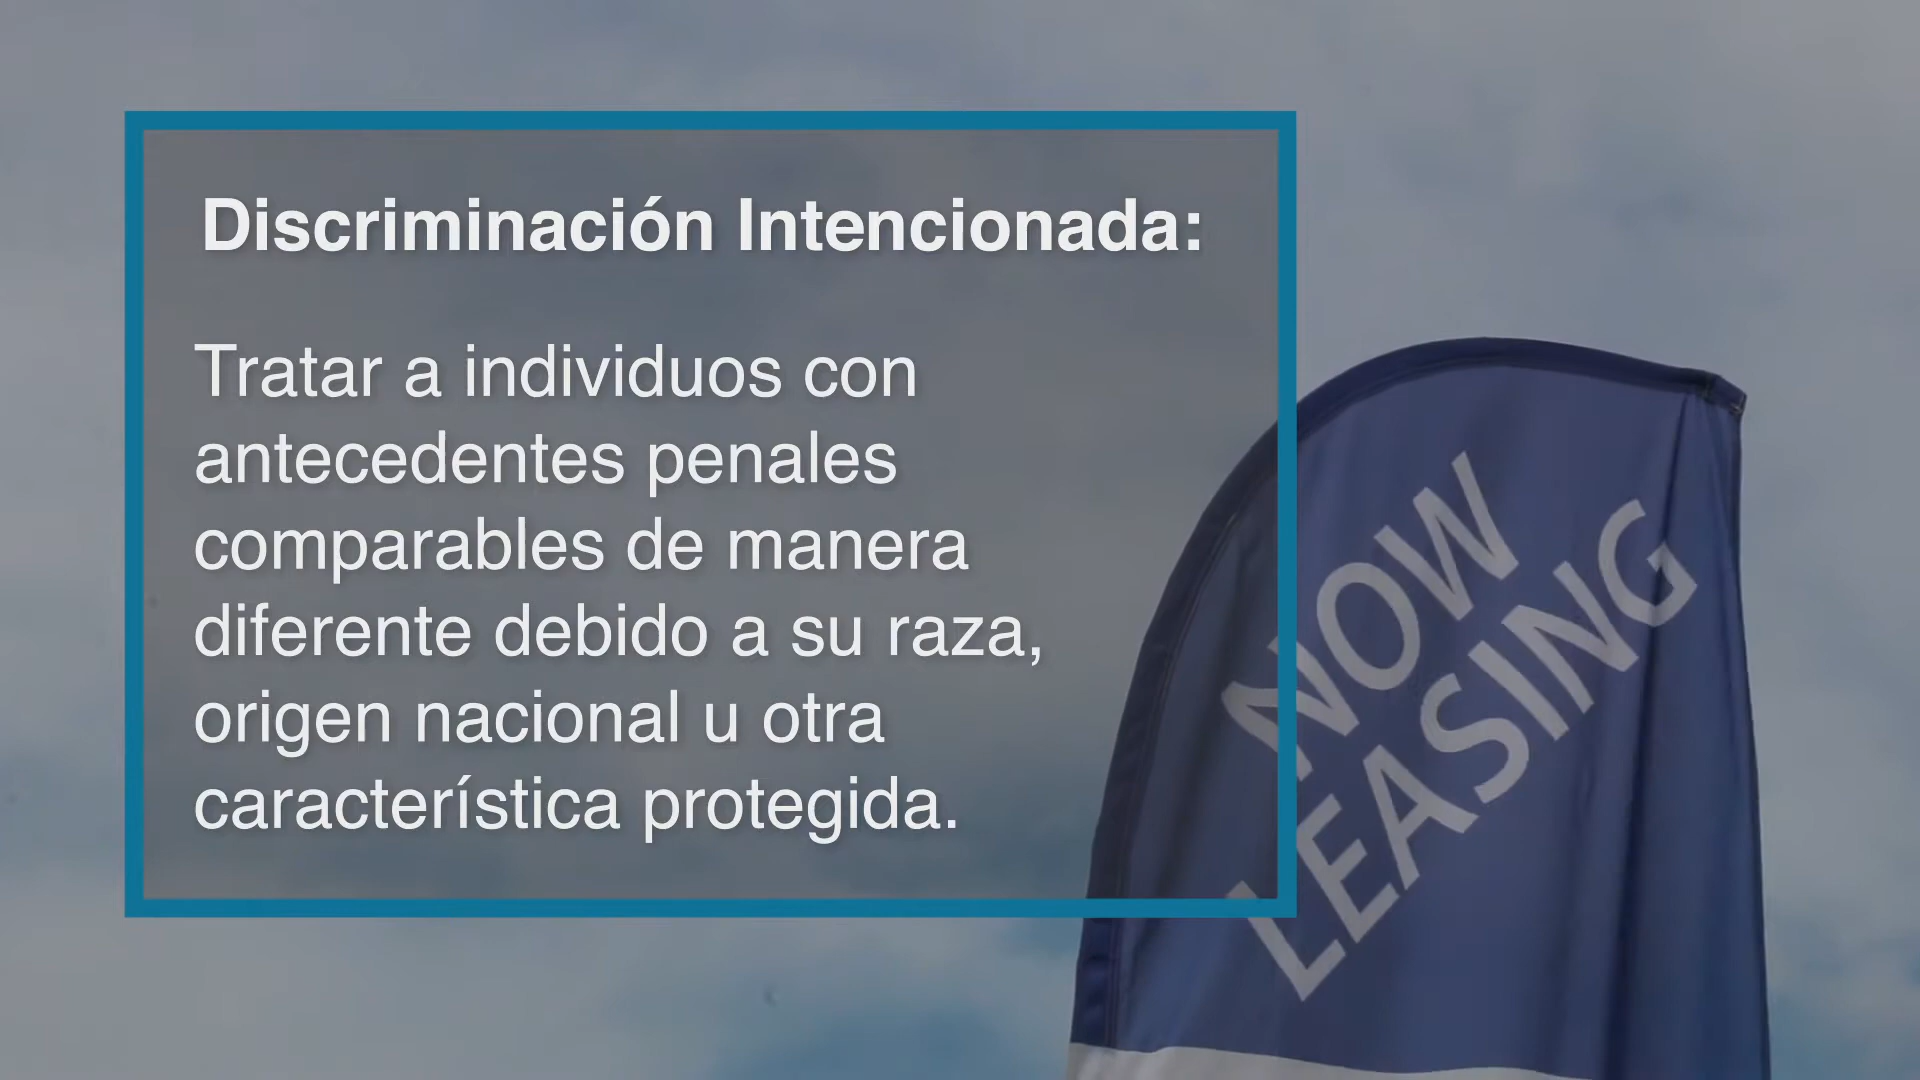 Discriminación Intencionada:
Tratar a individuos con
antecedentes penales
comparables de manera
diferente debido a su raza,
origen nacional u otra
característica protegida.
NOW
LEASING